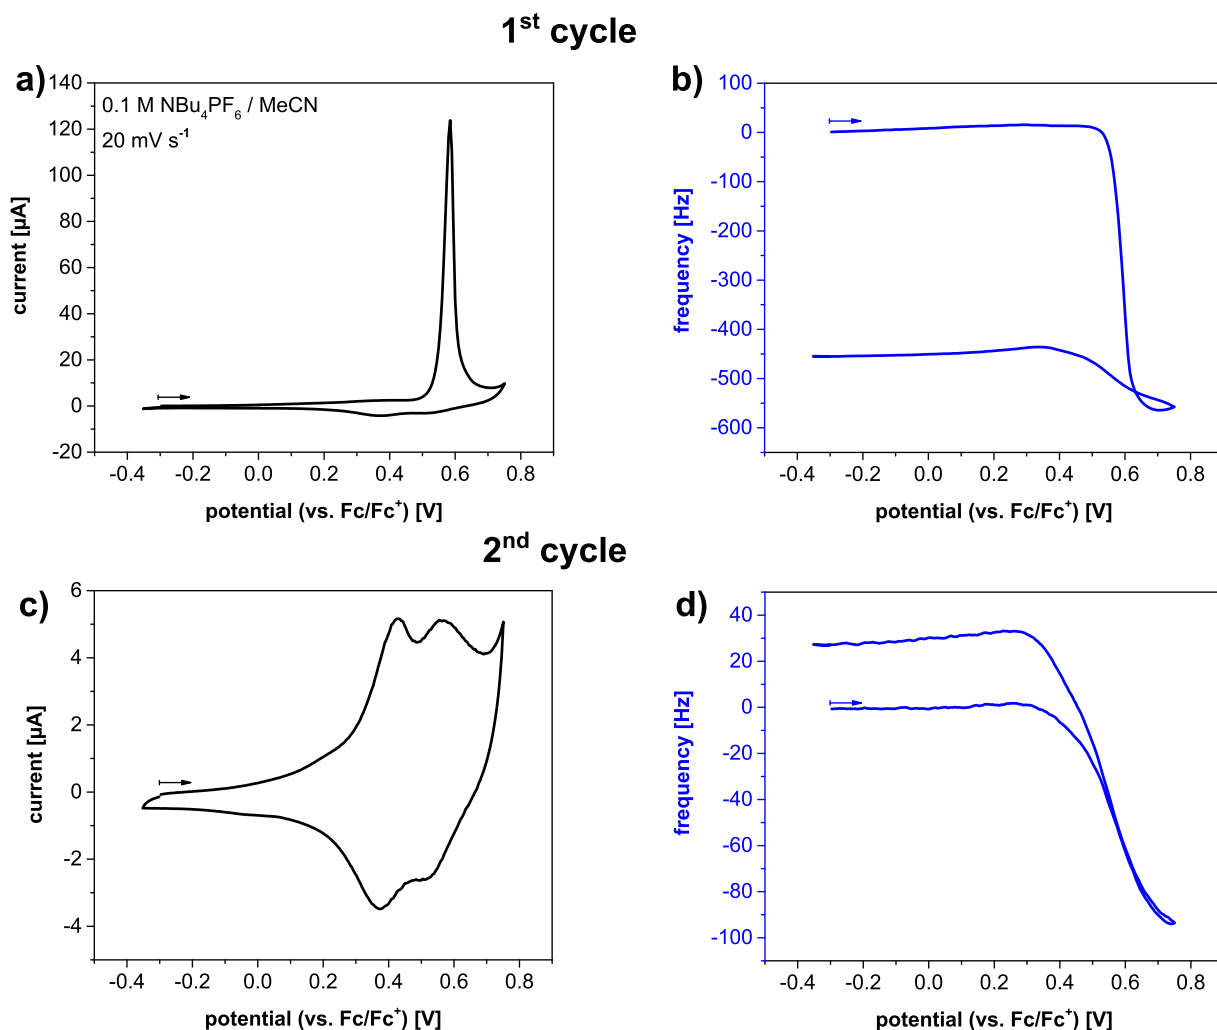 1st cycle
a)
0.1 M NBu4PF6 / MeCN
20 mV s-1
140
120
100
80
60
40
20
0
-20
current [µA]
-0.4 -0.2 0.0 0.2 0.4 0.6 0.8
potential (vs. Fc/Fc+) [V]
b)
100
0
-100
-200
-300
-400
-500
-600
frequency [Hz]
-0.4 -0.2 0.0 0.2 0.4 0.6 0.8
potential (vs. Fc/Fc+) [V]
2nd cycle
c)
6
4
2
0
-2
-4
current [µA]
-0.4 -0.2 0.0 0.2 0.4 0.6 0.8
potential (vs. Fc/Fc+) [V]
d)
40
20
0
-20
-40
-60
-80
-100
frequency [Hz]
-0.4 -0.2 0.0 0.2 0.4 0.6 0.8
potential (vs. Fc/Fc+) [V]